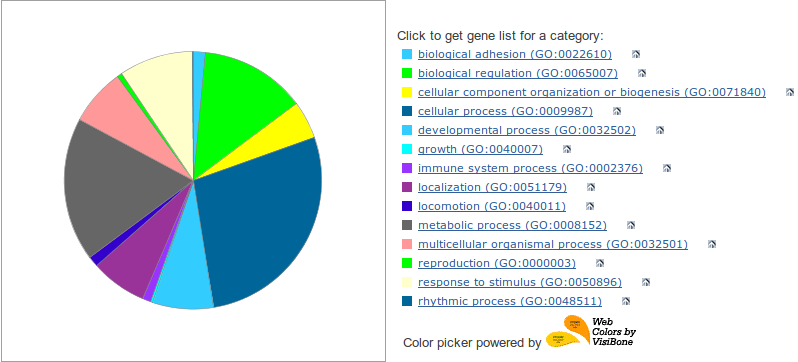 Click to get gene list for a category:
biological adhesion (GO:0022610)
biological regulation (GO:0065007)
cellular component organization or biogenesis (GO:0071840)
cellular process (GO:0009987)
developmental process (GO:0032502)
growth (GO:0040007)
immune system process (GO:0002376)
localization (GO:0051179)
locomotion (GO:0040011)
metabolic process (GO:0008152)
multicellular organismal process (GO:0032501)
reproduction (GO:0000003)
response to stimulus (GO:0050896)
rhythmic process (GO:0048511)
Color picker powered by
Web
Colors by
VisiBone